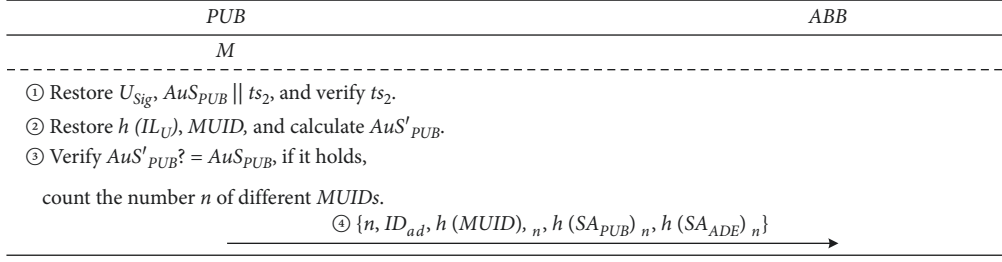 PUB ABB
M
① Restore U_Sig, AuS_PUB || ts_2, and verify ts_2.
② Restore h (IL_U), MUID, and calculate AuS′_PUB.
③ Verify AuS′_PUB? = AuS_PUB, if it holds,
count the number n of different MUIDs.
④ {n, ID_ad, h (MUID), _n, h (SA_PUB) _n, h (SA_ADE) _n}